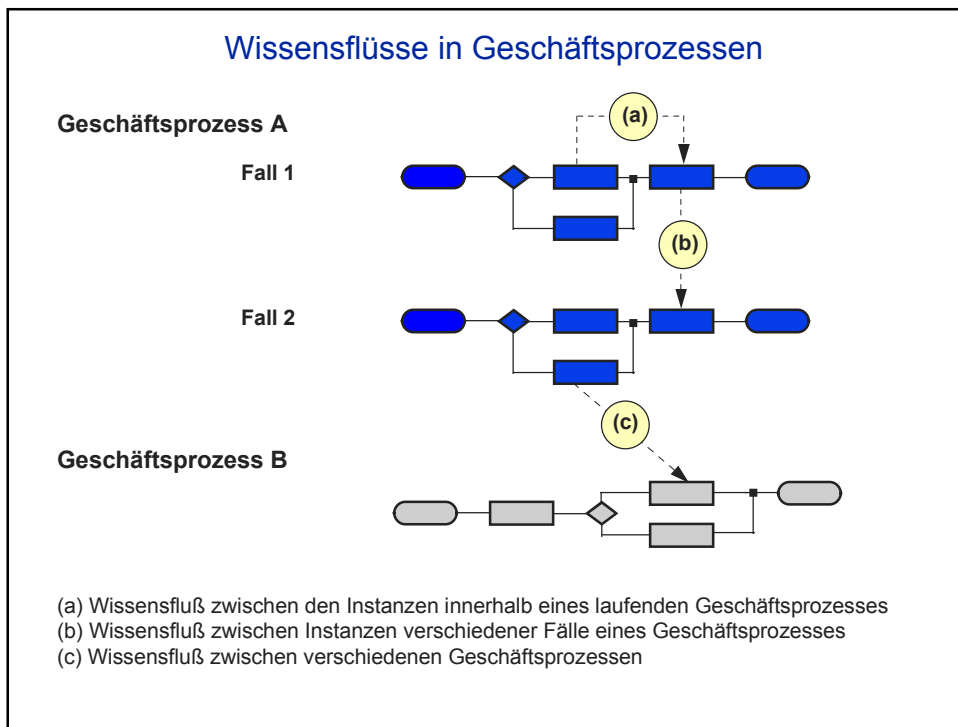 Wissensflüsse in Geschäftsprozessen
(a)
Geschäftsprozess A
Fall 1
(b)
Fall 2
(c)
Geschäftsprozess B
(a) Wissensfluß zwischen den Instanzen innerhalb eines laufenden Geschäftsprozesses
(b) Wissensfluß zwischen Instanzen verschiedener Fälle eines Geschäftsprozesses
(c) Wissensfluß zwischen verschiedenen Geschäftsprozessen